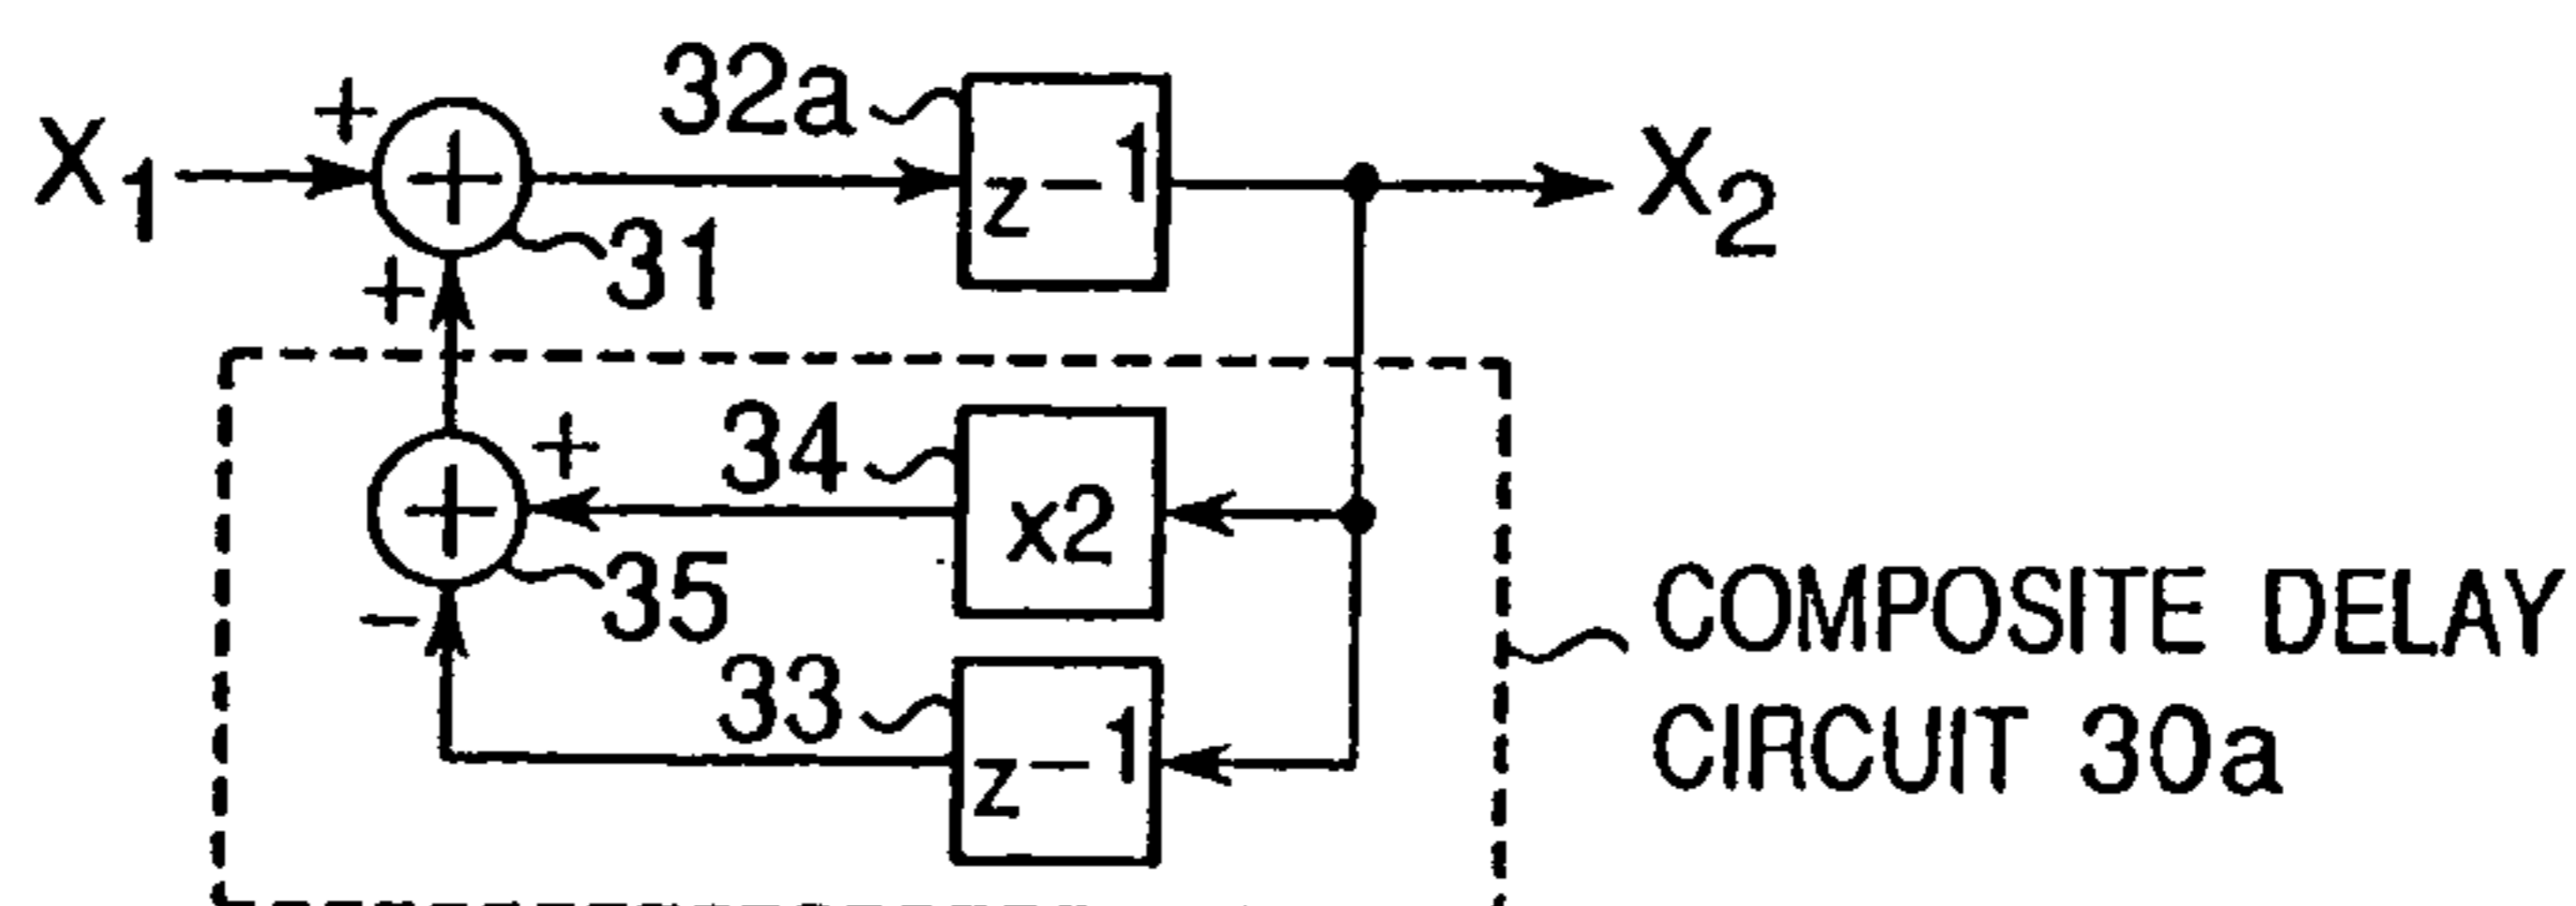 X1
+
+
31
32a
z-1
X2
+
-
35
34
x2
33
z-1
COMPOSITE DELAY
CIRCUIT 30a